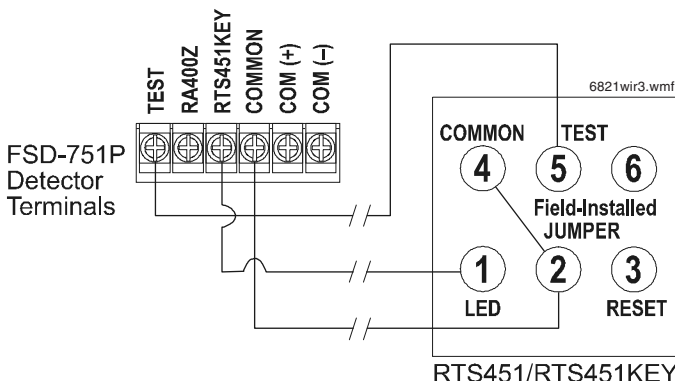 TEST
RA400Z
RTS451KEY
COMMON
COM (+)
COM (–)
6821wir3.wmf
FSD-751P
Detector
Terminals
COMMON
TEST
4
5
6
Field-Installed
JUMPER
1
2
3
LED
RESET
RTS451/RTS451KEY